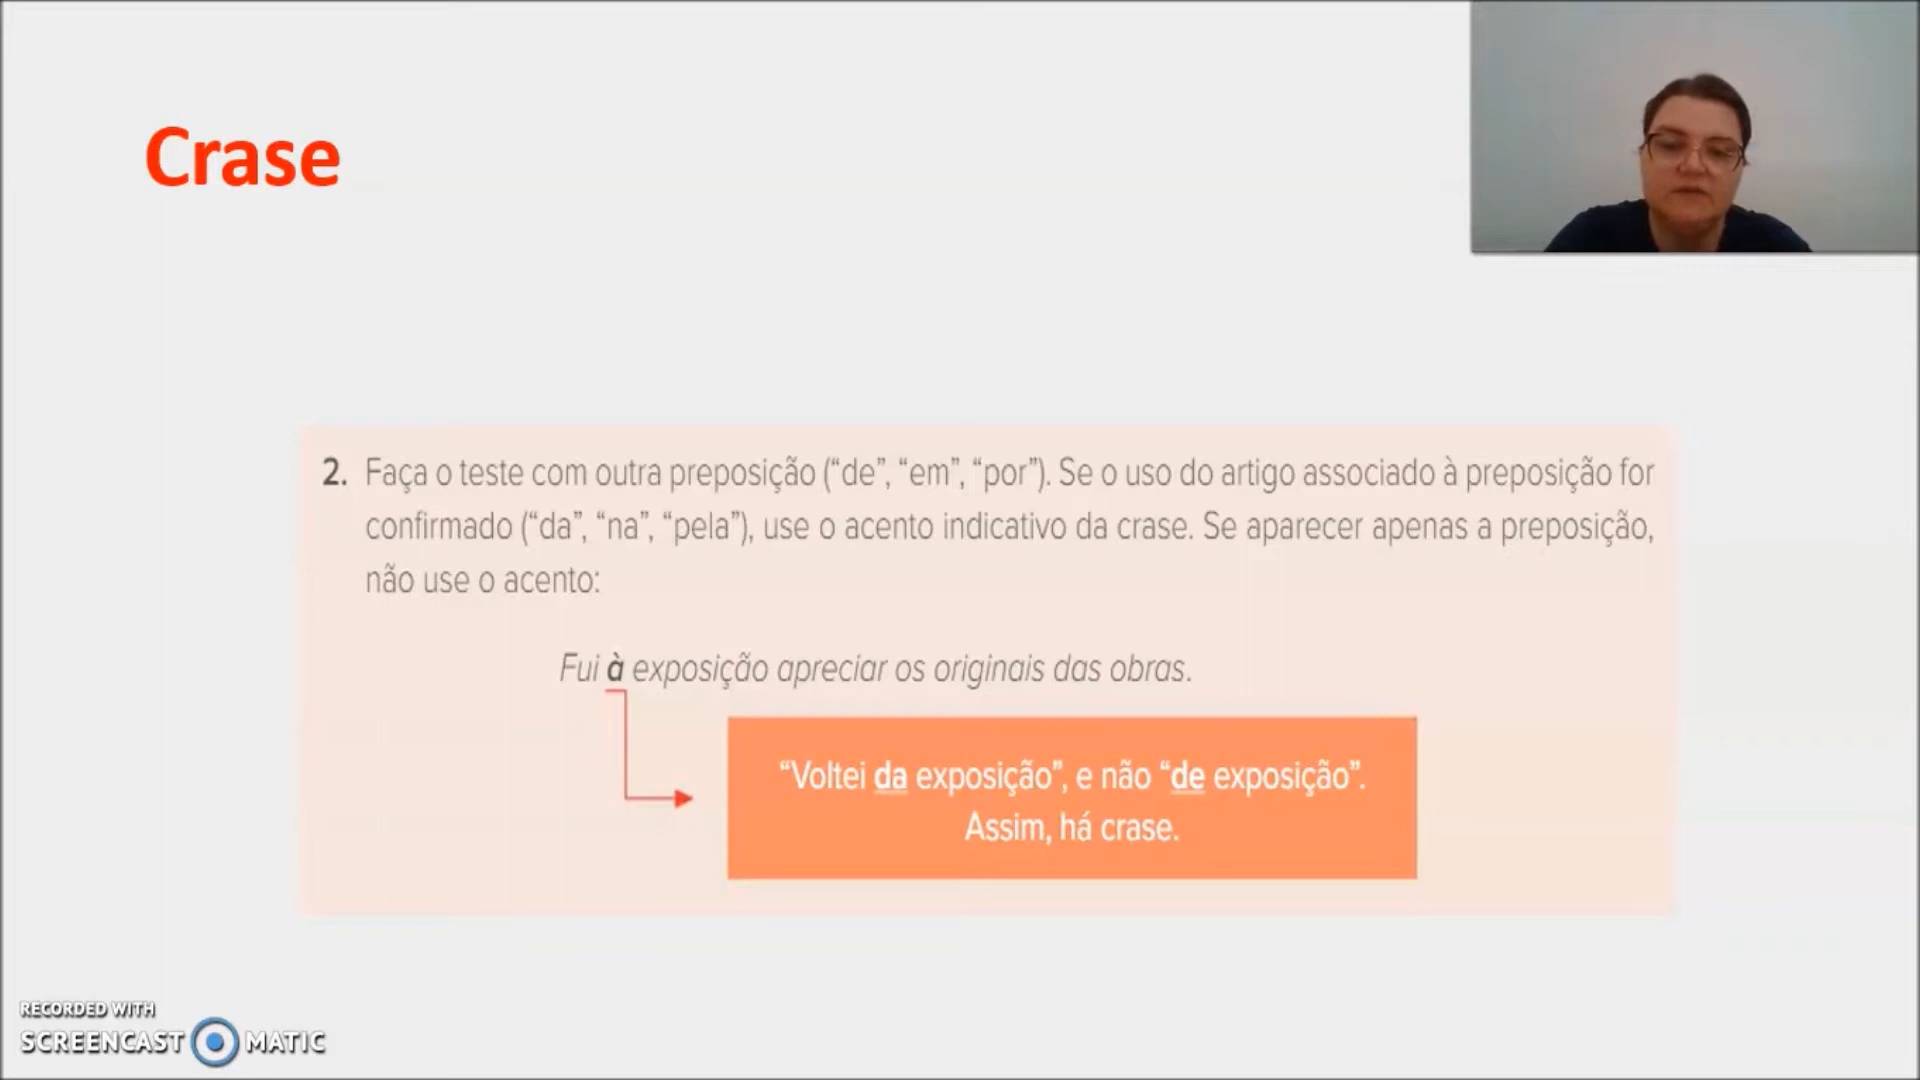 Crase
2. Faça o teste com outra preposição (“de”, “em”, “por”). Se o uso do artigo associado à preposição for
confirmado (“da”, “na”, “pela”), use o acento indicativo da crase. Se aparecer apenas a preposição,
não use o acento:
Fui à exposição apreciar os originais das obras.
“Voltei da exposição”, e não “de exposição”.
Assim, há crase.
RECORDED WITH
SCREENCAST MATIC